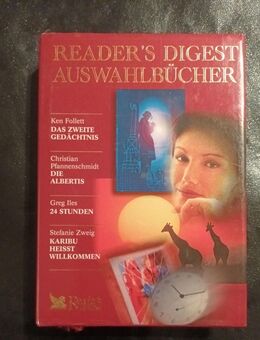 READER'S DIGEST
AUSWAHLBÜCHER
Ken Follett
DAS ZWEITE
GEDÄCHTNIS
Christian
Pfannenschmidt
DIE
ALBERTIS
Greg Iles
24 STUNDEN
Stefanie Zweig
KARIBU
HEISST
WILLKOMMEN